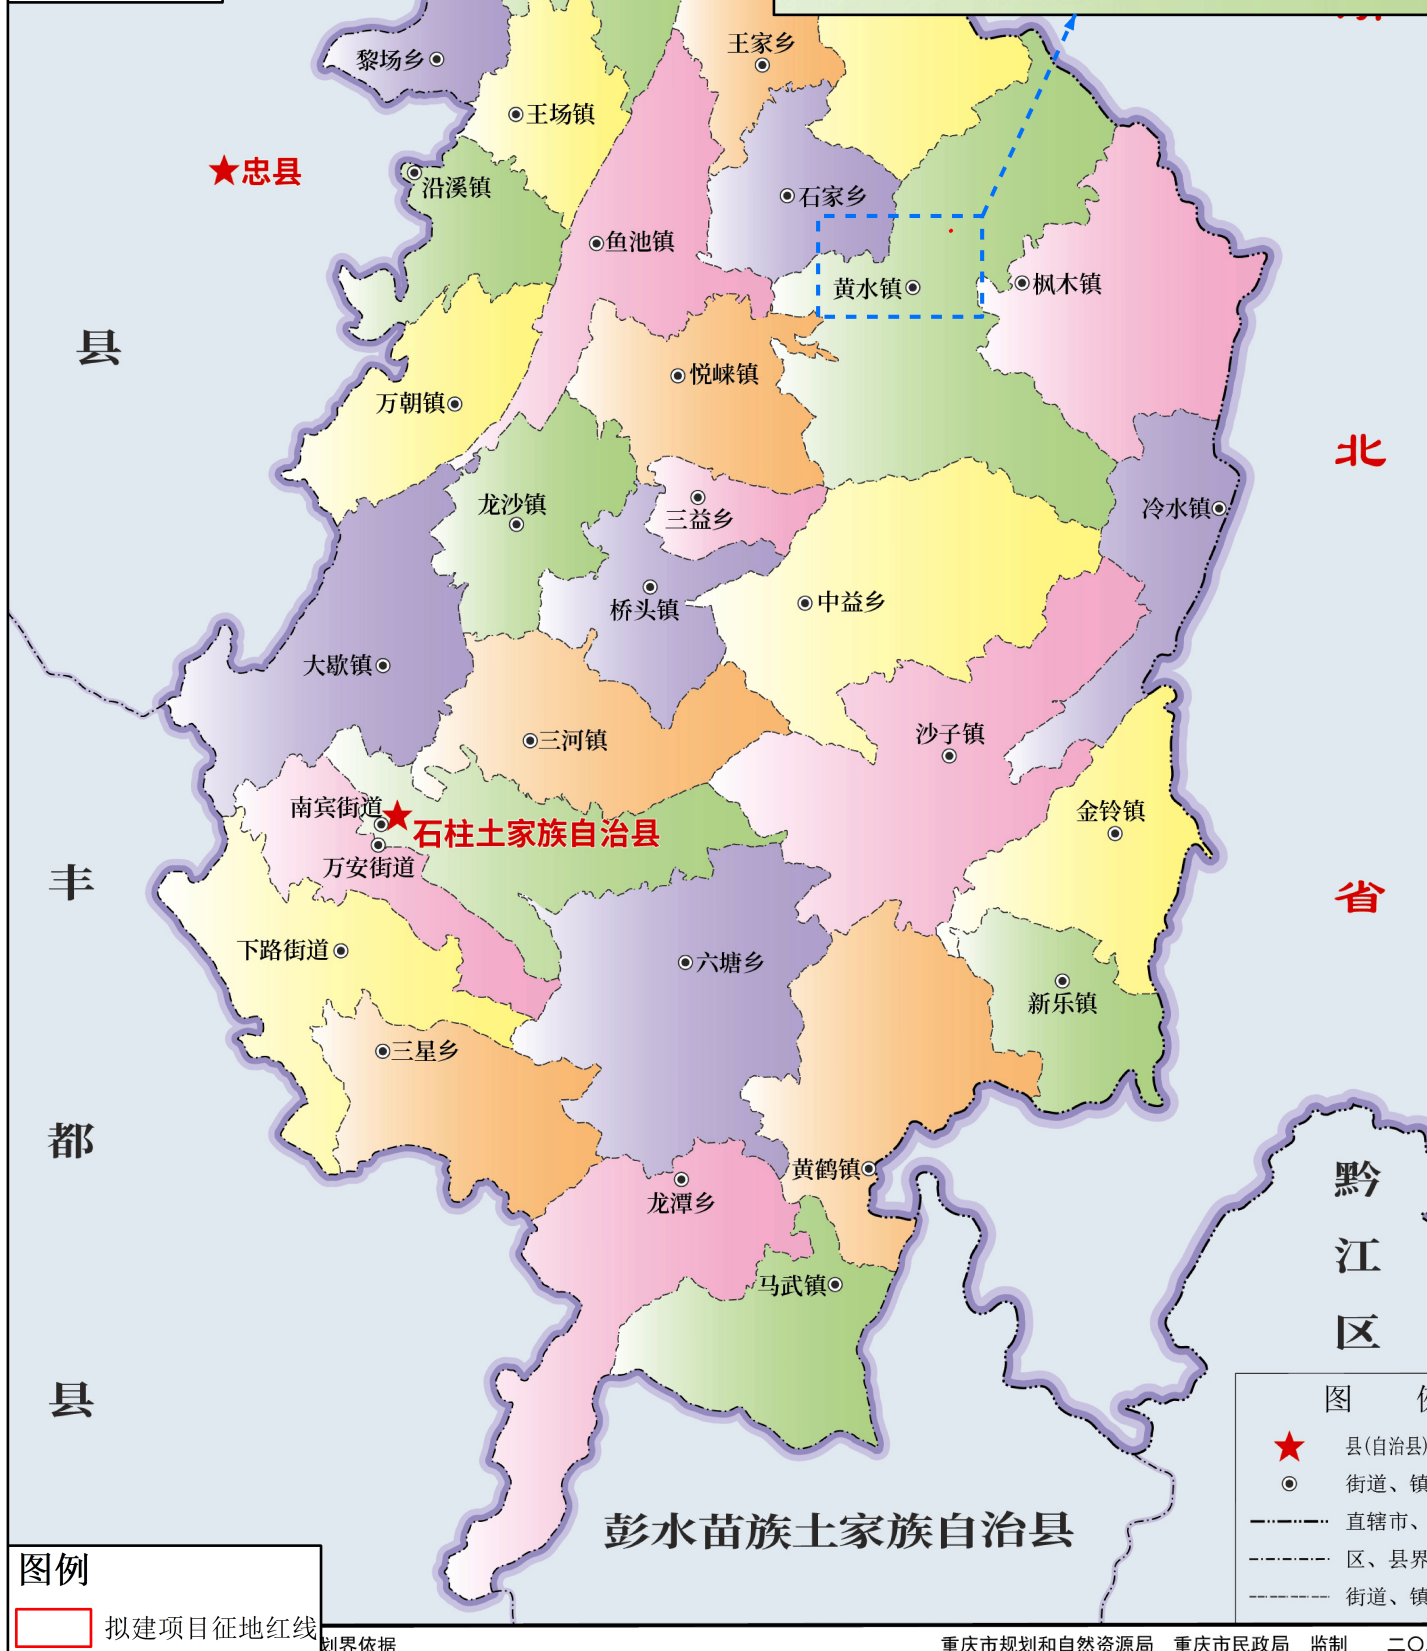 黎场乡
王家乡
王场镇
忠县
沿溪镇
石家乡
鱼池镇
黄水镇
枫木镇
县
悦崃镇
万朝镇
北
龙沙镇
三益乡
冷水镇
桥头镇
中益乡
大歇镇
三河镇
沙子镇
南宾街道
石柱土家族自治县
金铃镇
万安街道
丰
省
下路街道
六塘乡
新乐镇
三星乡
都
黄鹤镇
黔
江
区
龙潭乡
马武镇
县
彭水苗族土家族自治县
图
县(自治县)
街道、镇
直辖市、
区、县界
街道、镇
图例
拟建项目征地红线
划界依据
重庆市规划和自然资源局 重庆市民政局 监制 二〇